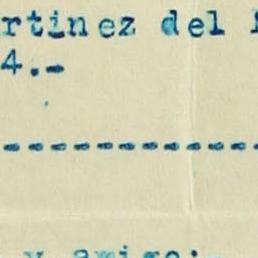 rtinez del
4.-
------------
y amigo:-